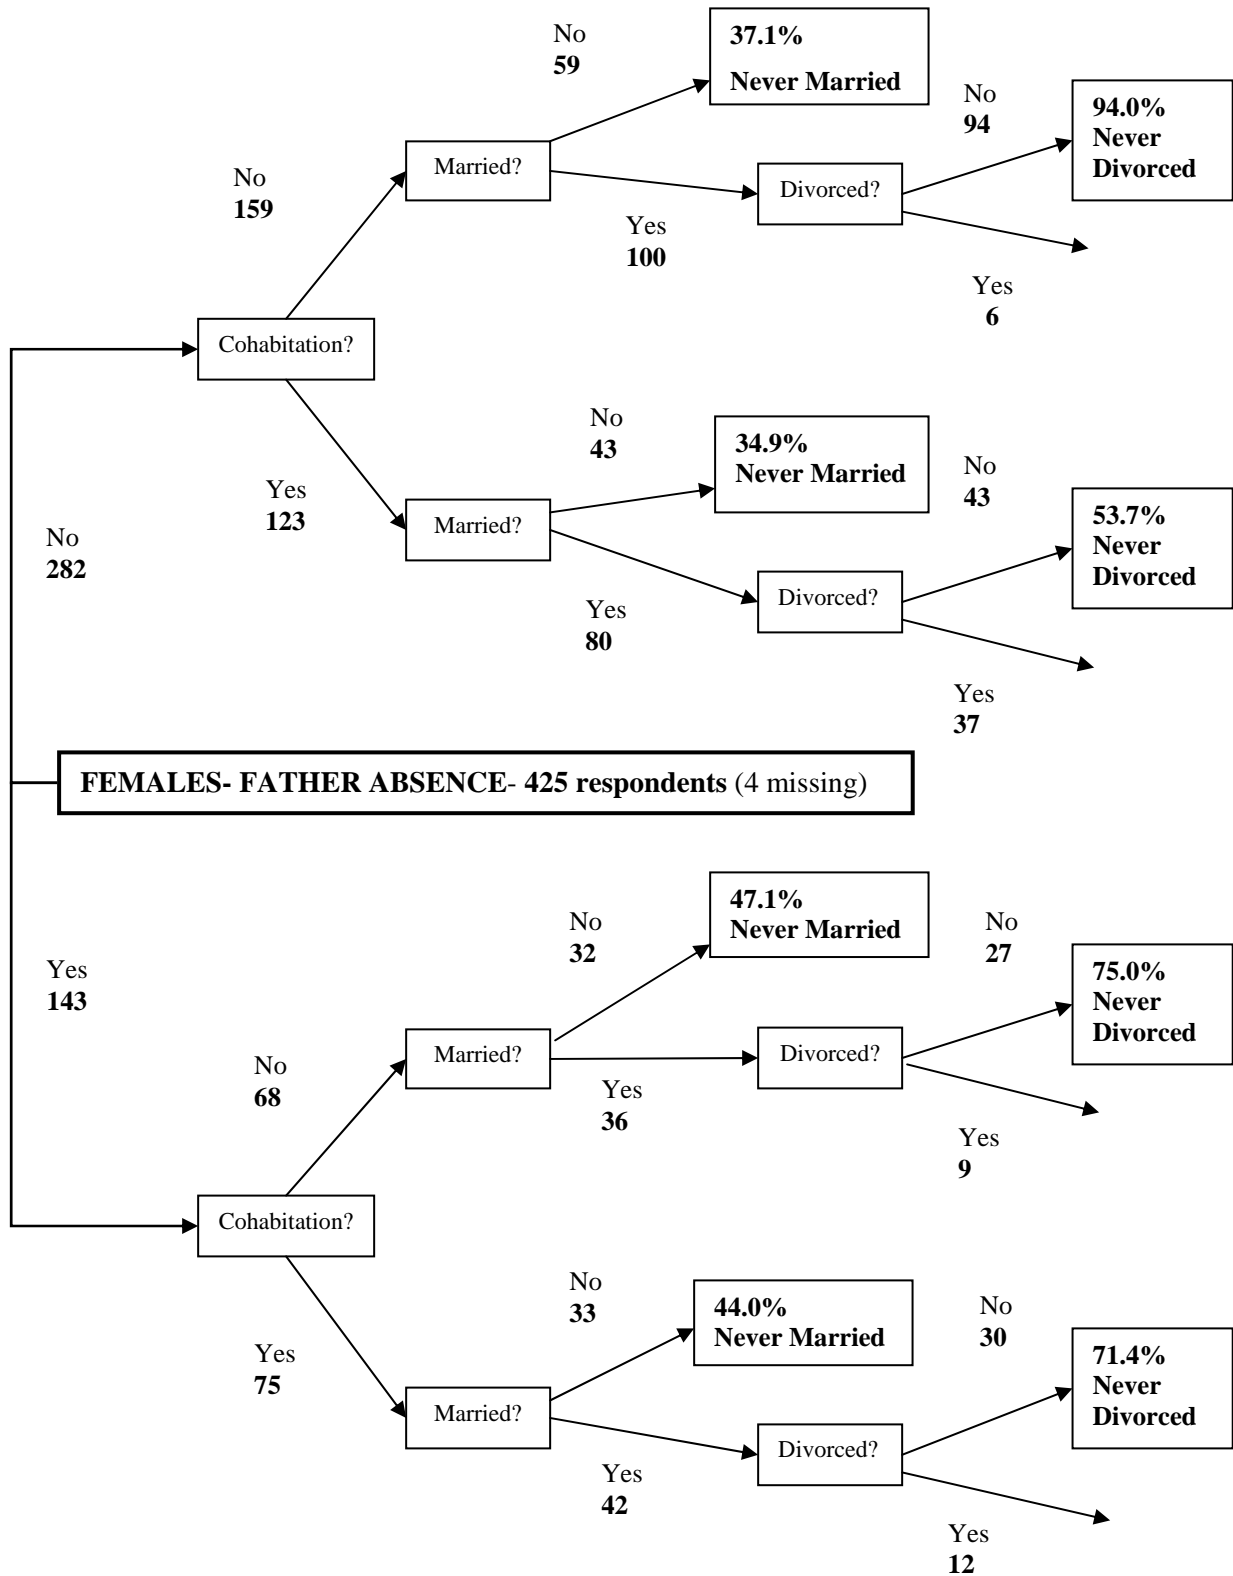 No
59
37.1%
Never Married
No
94
94.0%
Never
Divorced
Married?
No
159
Divorced?
Yes
100
Yes
6
Cohabitation?
No
43
34.9%
Never Married
No
43
Yes
123
Married?
53.7%
Never
Divorced
No
282
Divorced?
Yes
80
Yes
37
FEMALES- FATHER ABSENCE- 425 respondents (4 missing)
47.1%
Never Married
No
32
No
27
Yes
143
75.0%
Never
Divorced
Married?
Divorced?
No
68
Yes
36
Yes
9
Cohabitation?
No
33
44.0%
Never Married
No
30
Yes
75
71.4%
Never
Divorced
Married?
Divorced?
Yes
42
Yes
12